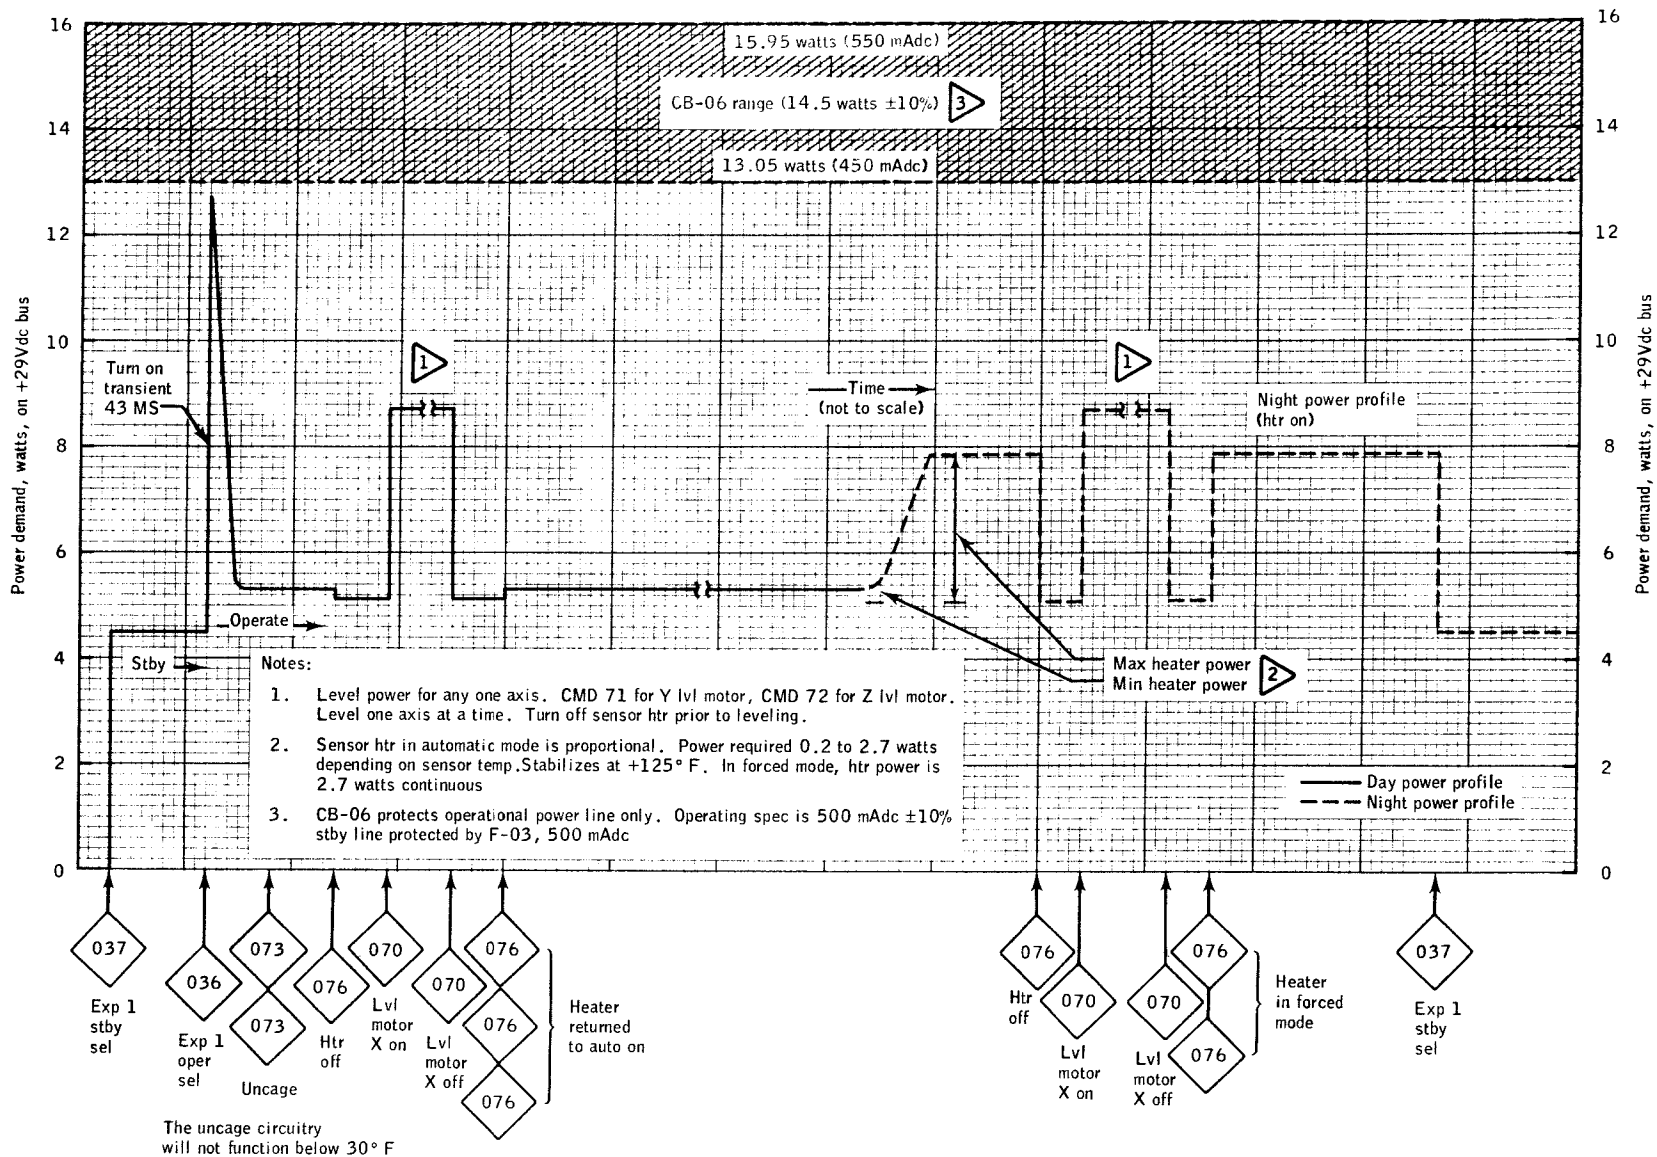 16
14
12
10
8
6
4
2
0
Power demand, watts, on +29Vdc bus
16
14
12
10
8
6
4
2
0
Power demand, watts, on +29Vdc bus
15.95 watts (550 mAdc)
CB-06 range (14.5 watts ±10%) 3
13.05 watts (450 mAdc)
Turn on
transient
43 MS
1
Time
(not to scale)
1
Night power profile
(htr on)
Operate
Stby
Max heater power
Min heater power
2
Notes:
1. Level power for any one axis. CMD 71 for Y lvl motor, CMD 72 for Z lvl motor.
Level one axis at a time. Turn off sensor htr prior to leveling.
2. Sensor htr in automatic mode is proportional. Power required 0.2 to 2.7 watts
depending on sensor temp.Stabilizes at +125° F. In forced mode, htr power is
2.7 watts continuous
3. CB-06 protects operational power line only. Operating spec is 500 mAdc ±10%
stby line protected by F-03, 500 mAdc
Day power profile
Night power profile
037
Exp 1
stby
sel
036
Exp 1
oper
sel
073
073
Uncage
The uncage circuitry
will not function below 30° F
076
Htr
off
070
Lvl
motor
X on
070
Lvl
motor
X off
076
076
076
Heater
returned
to auto on
076
Htr
off
070
Lvl
motor
X on
070
Lvl
motor
X off
076
076
Heater
in forced
mode
037
Exp 1
stby
sel